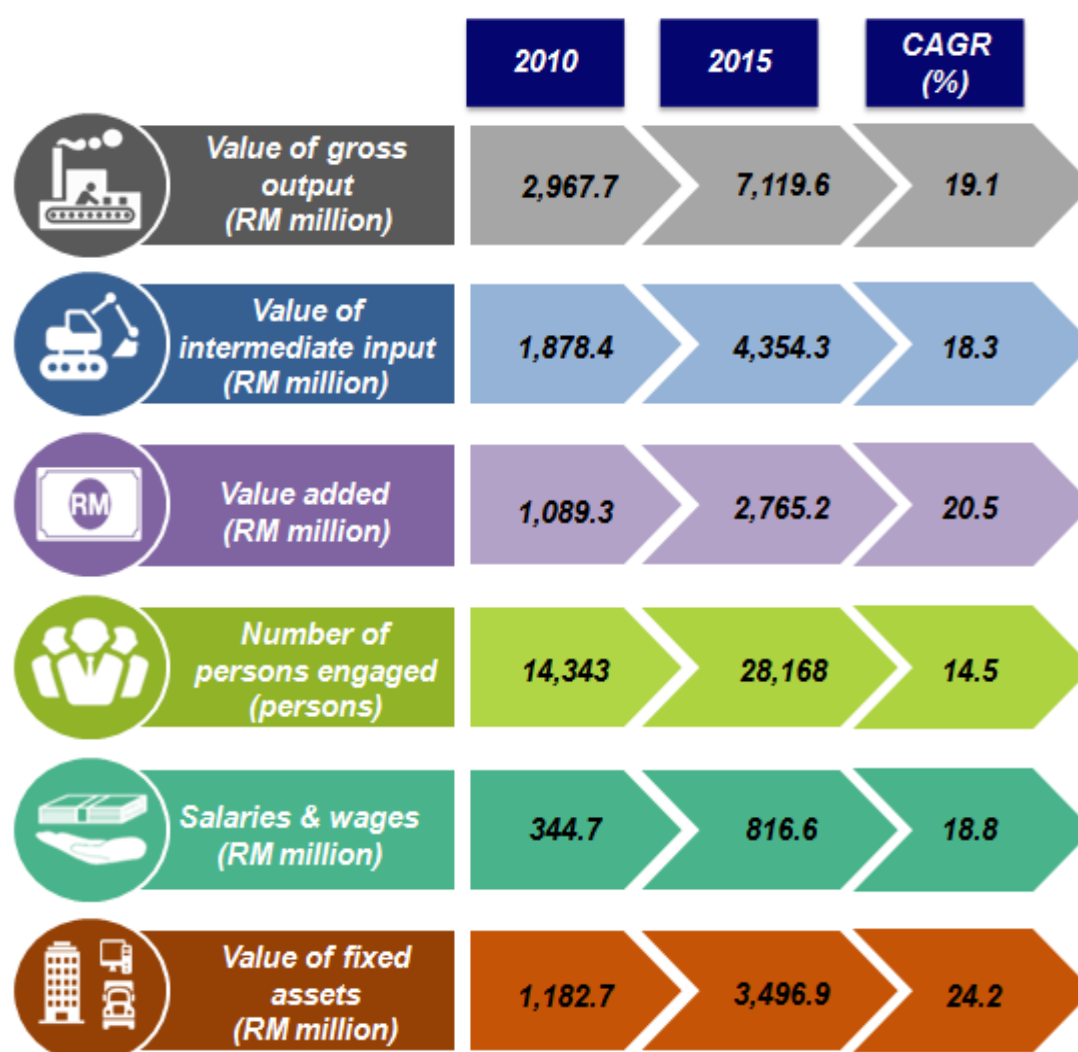 2010
2015
CAGR
(%)
Value of gross
output
(RM million)
2,967.7
7,119.6
19.1
Value of
intermediate input
(RM million)
1,878.4
4,354.3
18.3
RM
Value added
(RM million)
1,089.3
2,765.2
20.5
Number of
persons engaged
(persons)
14,343
28,168
14.5
Salaries & wages
(RM million)
344.7
816.6
18.8
Value of fixed
assets
(RM million)
1,182.7
3,496.9
24.2